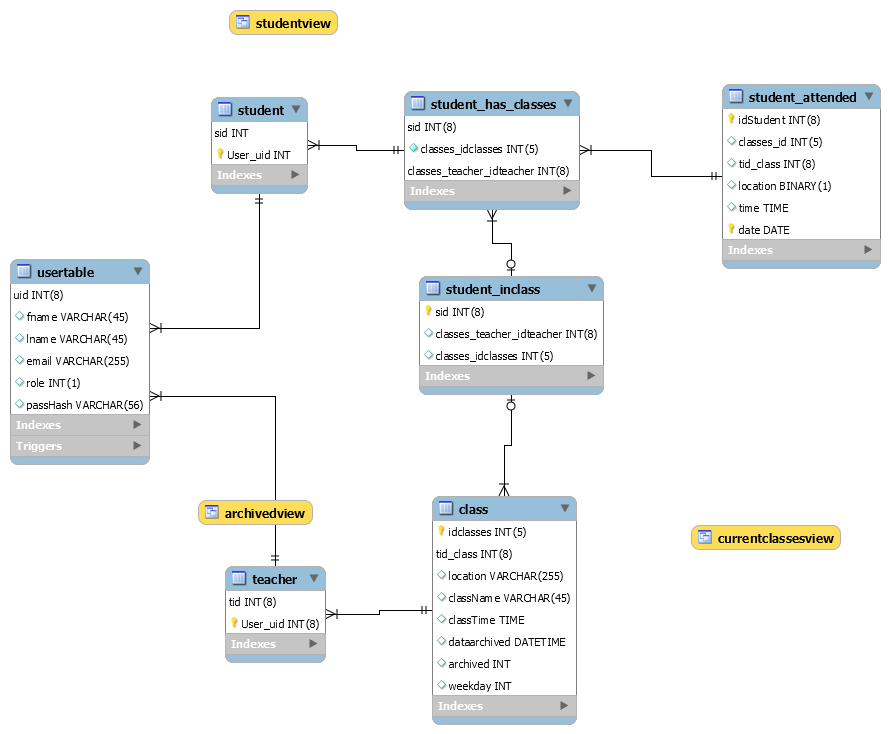 studentview
student
sid INT
User_uid INT
Indexes
student_has_classes
sid INT(8)
classes_idclasses INT(5)
classes_teacher_idteacher INT(8)
Indexes
student_attended
idStudent INT(8)
classes_id INT(5)
tid_class INT(8)
location BINARY(1)
time TIME
date DATE
Indexes
usertable
uid INT(8)
fname VARCHAR(45)
lname VARCHAR(45)
email VARCHAR(255)
role INT(1)
passHash VARCHAR(56)
Indexes
Triggers
student_inclass
sid INT(8)
classes_teacher_idteacher INT(8)
classes_idclasses INT(5)
Indexes
archivedview
teacher
tid INT(8)
User_uid INT(8)
Indexes
class
idclasses INT(5)
tid_class INT(8)
location VARCHAR(255)
className VARCHAR(45)
classTime TIME
dataarchived DATETIME
archived INT
weekday INT
Indexes
currentclassesview